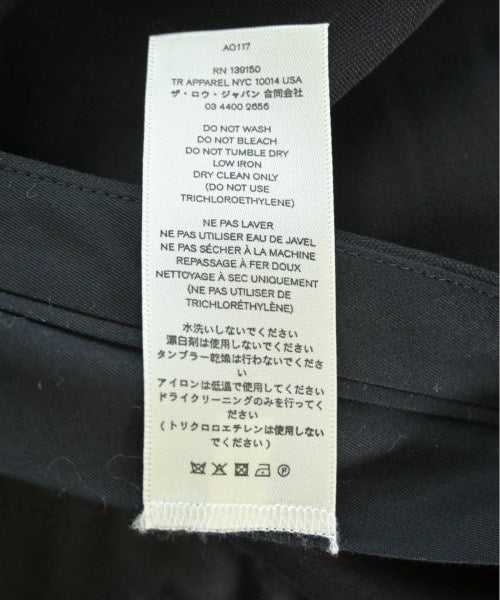 AO117
RN 139150
TR APPAREL NYC 10014 USA
ザ・ロウ・ジャパン 合同会社
03 4400 2656
DO NOT WASH
DO NOT BLEACH
DO NOT TUMBLE DRY
LOW IRON
DRY CLEAN ONLY
(DO NOT USE
TRICHLOROETHYLENE)
NE PAS LAVER
NE PAS UTILISER EAU DE JAVEL
NE PAS SÉCHER À LA MACHINE
REPASSAGE À FER DOUX
NETTOYAGE À SEC UNIQUEMENT
(NE PAS UTILISER DE
TRICHLORÉTHYLÈNE)
水洗いしないでください
漂白剤は使用しないでください
タンブラー乾燥は行わないでくださ
い
アイロンは低温で使用してください
ドライクリーニングのみを行ってく
ださい
(トリクロロエチレンは使用しない
でください)